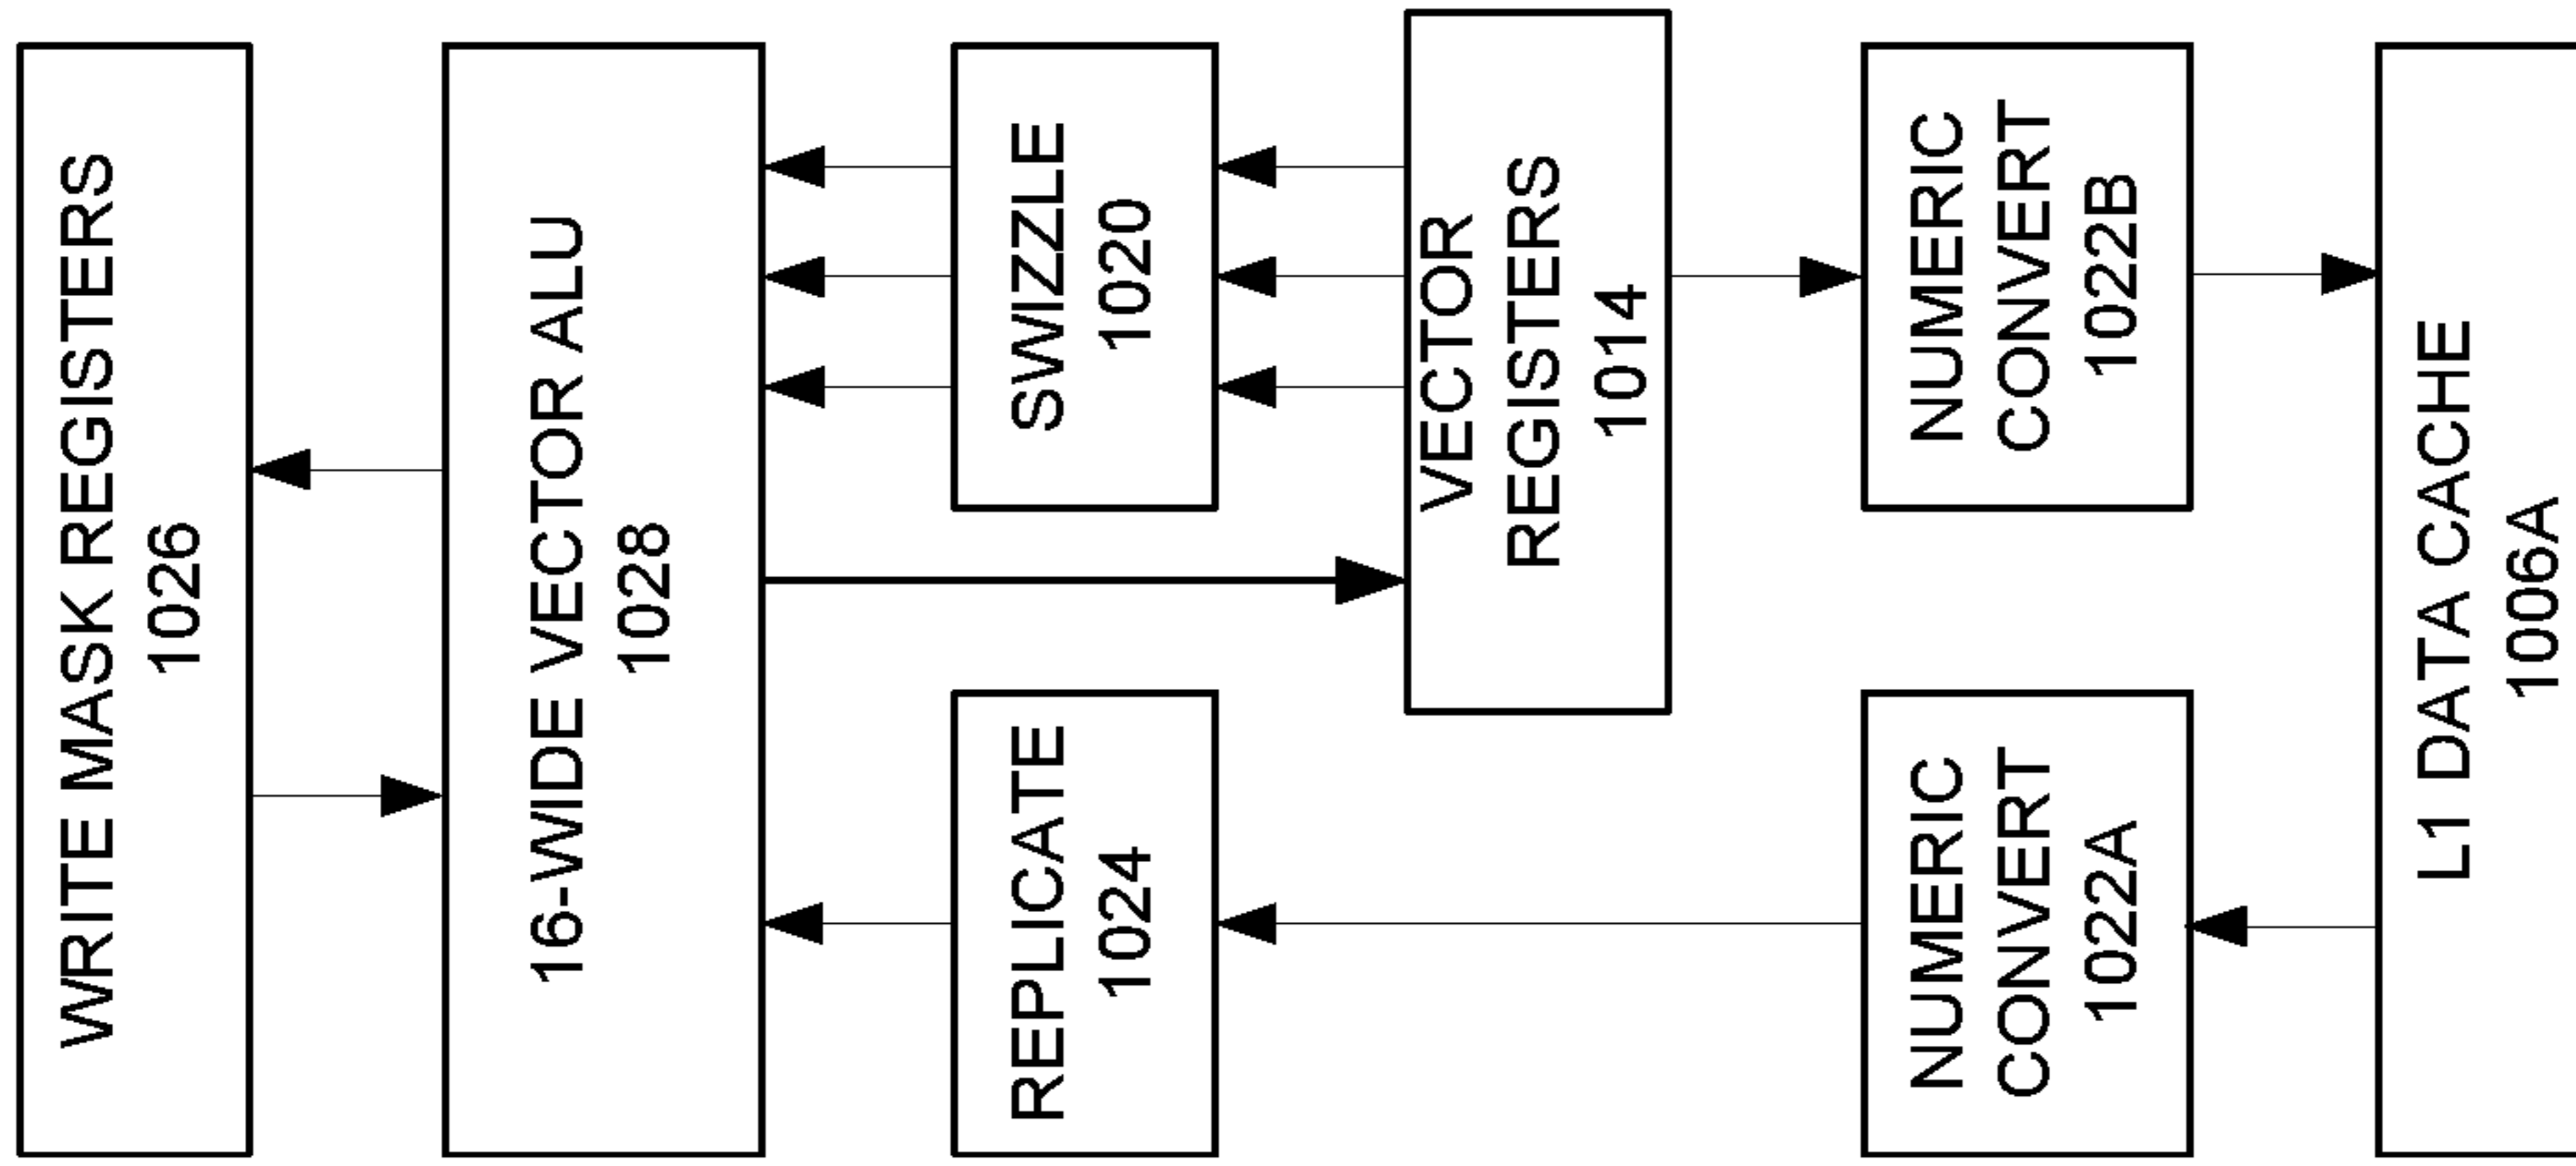 WRITE MASK REGISTERS
1026
16-WIDE VECTOR ALU
1028
REPLICATE
1024
SWIZZLE
1020
VECTOR
REGISTERS
1014
NUMERIC
CONVERT
1022A
NUMERIC
CONVERT
1022B
L1 DATA CACHE
1006A